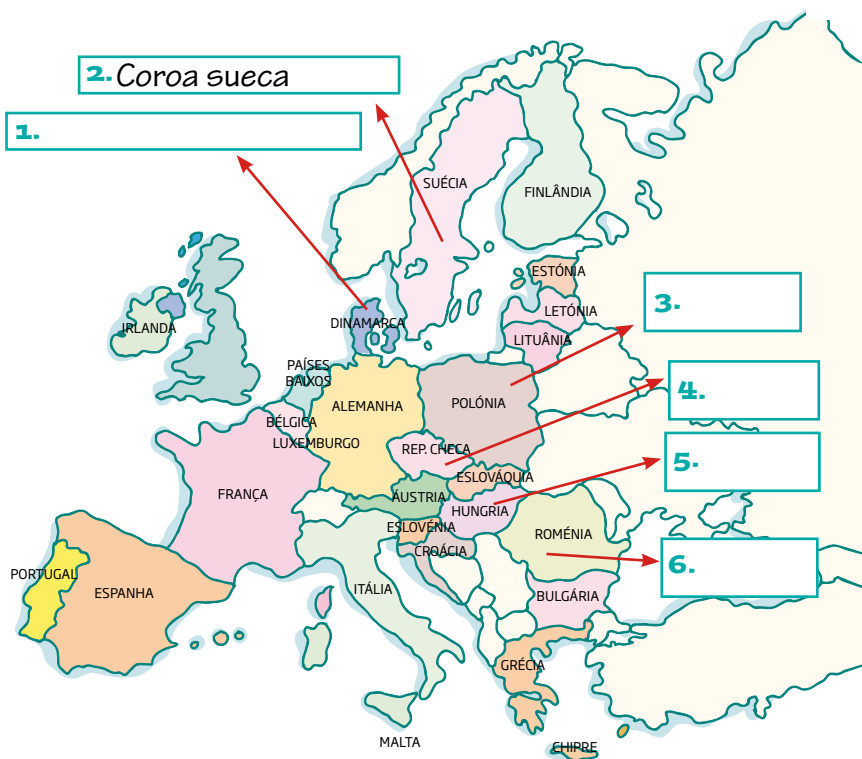 2. Coroa sueca
1.
SUÉCIA
FINLÂNDIA
ESTÓNIA
3.
LETÓNIA
IRLANDA
DINAMARCA
LITUÂNIA
PAÍSES
BAIXOS
4.
ALEMANHA
POLÓNIA
BÉLGICA
LUXEMBURGO
REP. CHECA
5.
ESLOVÁQUIA
FRANÇA
ÁUSTRIA
HUNGRIA
ESLOVÉNIA
ROMÉNIA
CROÁCIA
6.
PORTUGAL
ESPANHA
ITÁLIA
BULGÁRIA
GRÉCIA
MALTA
CHIPRE